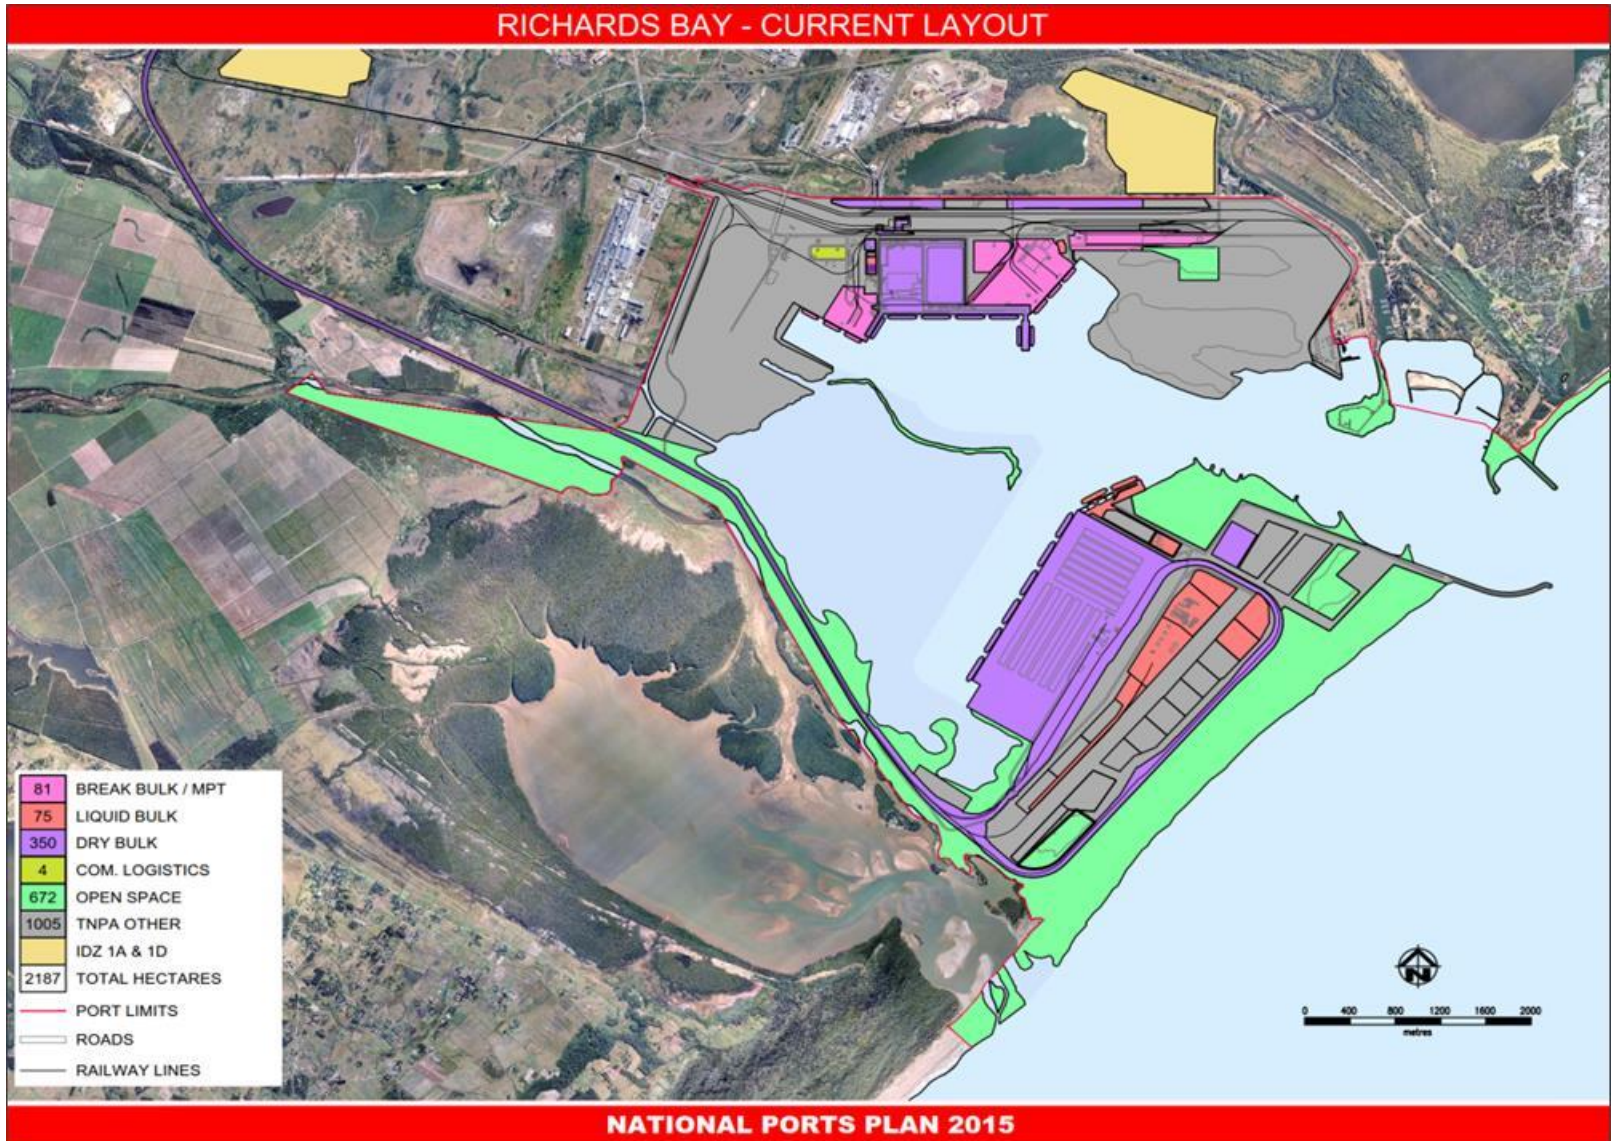 RICHARDS BAY - CURRENT LAYOUT
81 BREAK BULK / MPT
75 LIQUID BULK
350 DRY BULK
4 COM. LOGISTICS
672 OPEN SPACE
1005 TNPA OTHER
IDZ 1A & 1D
2187 TOTAL HECTARES
PORT LIMITS
ROADS
RAILWAY LINES
N
0 400 800 1200 1600 2000
metres
NATIONAL PORTS PLAN 2015